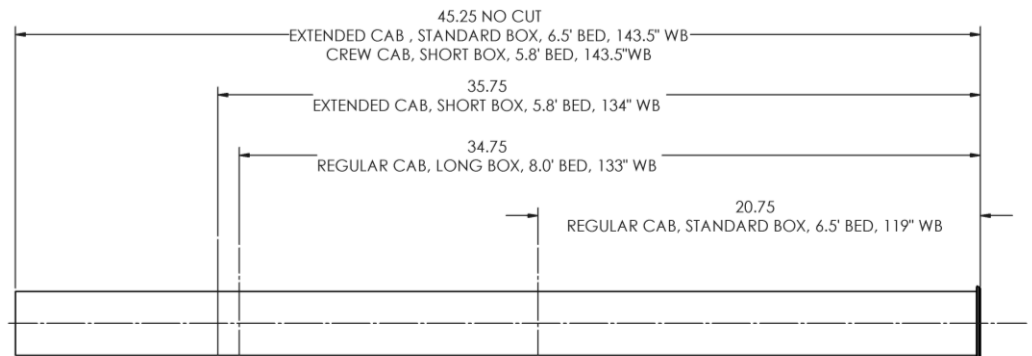 45.25 NO CUT
EXTENDED CAB , STANDARD BOX, 6.5' BED, 143.5" WB
CREW CAB, SHORT BOX, 5.8' BED, 143.5"WB
35.75
EXTENDED CAB, SHORT BOX, 5.8' BED, 134" WB
34.75
REGULAR CAB, LONG BOX, 8.0' BED, 133" WB
20.75
REGULAR CAB, STANDARD BOX, 6.5' BED, 119" WB